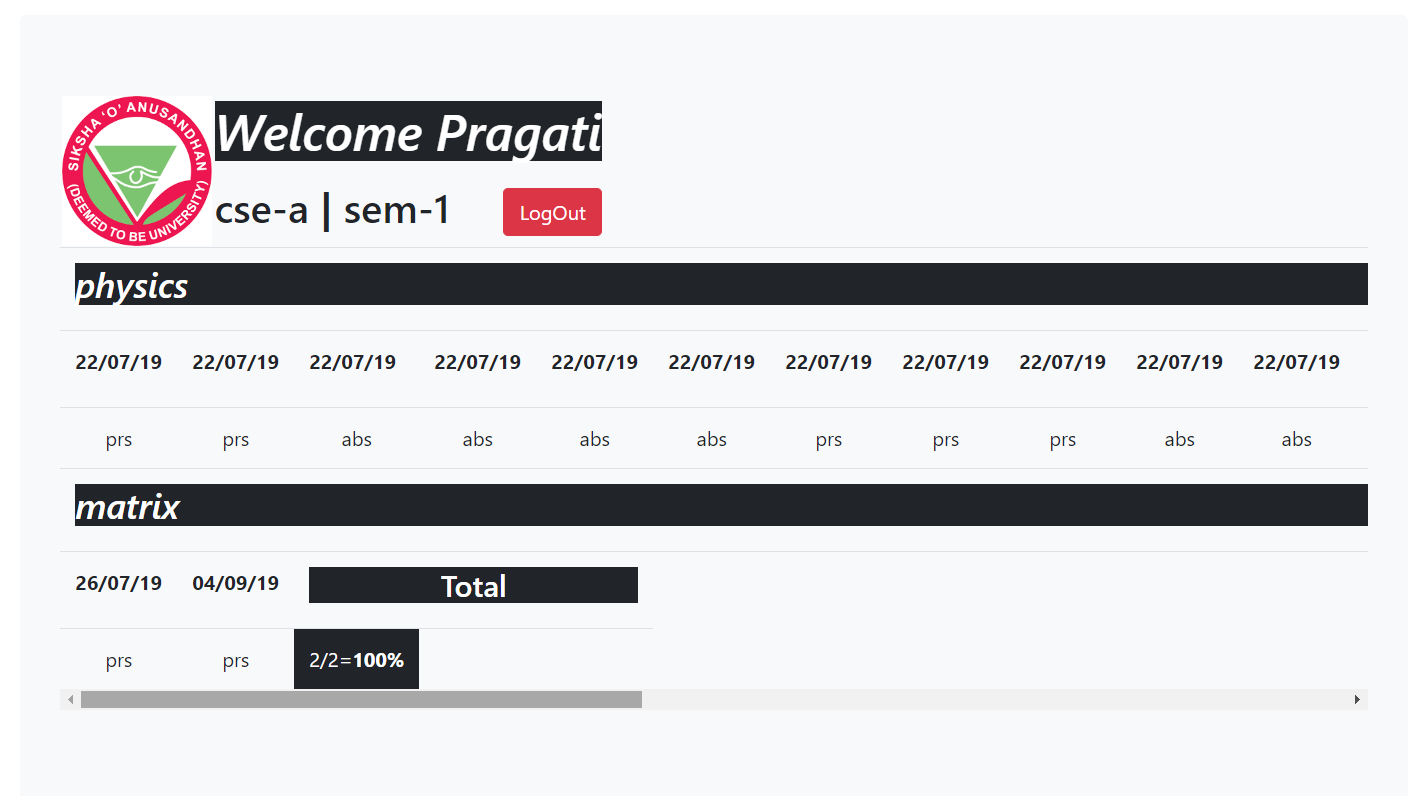 SIKSHA 'O' ANUSANDHAN
(DEEMED TO BE UNIVERSITY)
Welcome Pragati
cse-a | sem-1 LogOut
physics
22/07/19 22/07/19 22/07/19 22/07/19 22/07/19 22/07/19 22/07/19 22/07/19 22/07/19 22/07/19 22/07/19
prs prs abs abs abs abs prs prs prs abs abs
matrix
26/07/19 04/09/19 Total
prs prs 2/2=100%